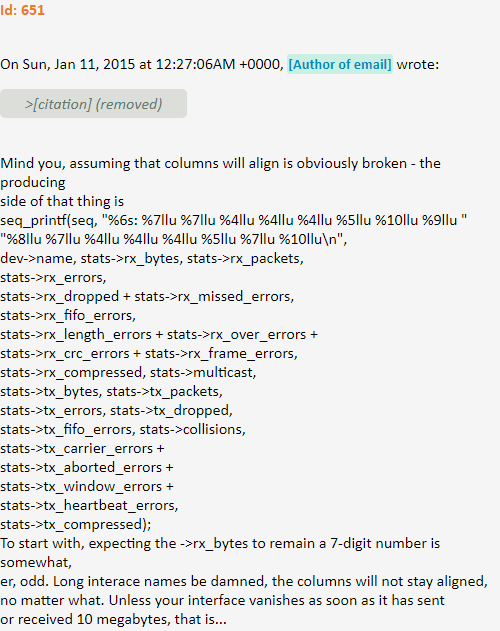 Id: 651
On Sun, Jan 11, 2015 at 12:27:06AM +0000, [Author of email] wrote:
>[citation] (removed)
Mind you, assuming that columns will align is obviously broken - the
producing
side of that thing is
seq_printf(seq, "%6s: %7llu %7llu %4llu %4llu %4llu %5llu %10llu %9llu "
"%8llu %7llu %4llu %4llu %4llu %5llu %7llu %10llu\n",
dev->name, stats->rx_bytes, stats->rx_packets,
stats->rx_errors,
stats->rx_dropped + stats->rx_missed_errors,
stats->rx_fifo_errors,
stats->rx_length_errors + stats->rx_over_errors +
stats->rx_crc_errors + stats->rx_frame_errors,
stats->rx_compressed, stats->multicast,
stats->tx_bytes, stats->tx_packets,
stats->tx_errors, stats->tx_dropped,
stats->tx_fifo_errors, stats->collisions,
stats->tx_carrier_errors +
stats->tx_aborted_errors +
stats->tx_window_errors +
stats->tx_heartbeat_errors,
stats->tx_compressed);
To start with, expecting the ->rx_bytes to remain a 7-digit number is
somewhat,
er, odd. Long interace names be damned, the columns will not stay aligned,
no matter what. Unless your interface vanishes as soon as it has sent
or received 10 megabytes, that is...